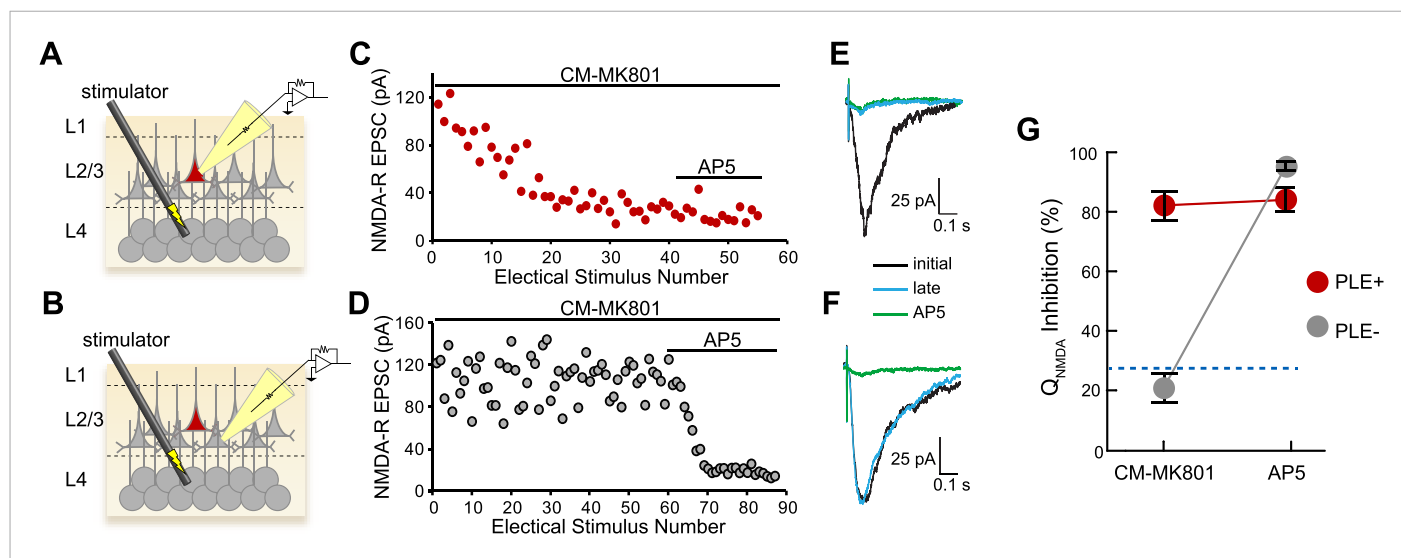 A
stimulator
L1
L2/3
L4
B
stimulator
L1
L2/3
L4
C
CM-MK801
AP5
NMDA-R EPSC (pA)
120
80
40
0
0 10 20 30 40 50 60
Electical Stimulus Number
D
CM-MK801
AP5
NMDA-R EPSC (pA)
160
120
80
40
0
0 10 20 30 40 50 60 70 80 90
Electical Stimulus Number
E
25 pA
0.1 s
initial
late
AP5
F
25 pA
0.1 s
G
QNMDA Inhibition (%)
100
80
60
40
20
0
CM-MK801 AP5
PLE+
PLE-